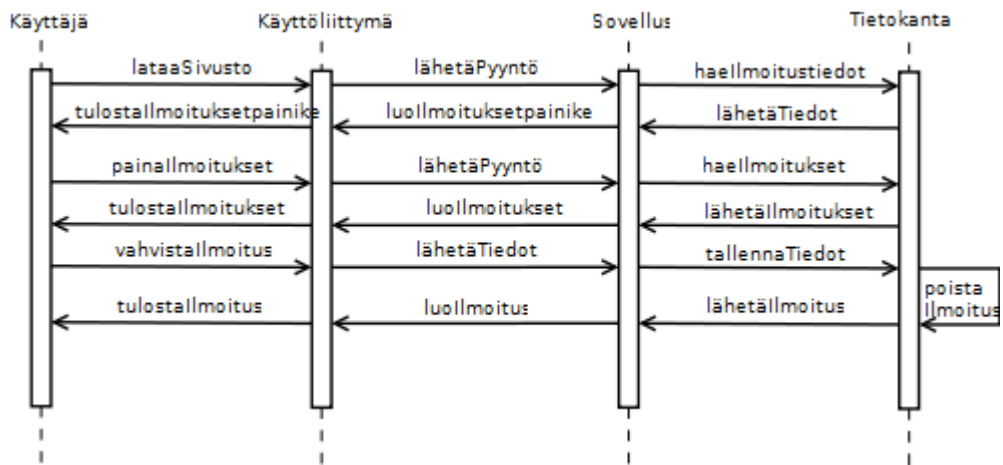 Käyttäjä Käyttöliittymä Sovellus Tietokanta
lataaSivusto lähetäPyyntö haeIlmoitustiedot
tulostaIlmoituksetpainike luoIlmoituksetpainike lähetäTiedot
painaIlmoitukset lähetäPyyntö haeIlmoitukset
tulostaIlmoitukset luoIlmoitukset lähetäIlmoitukset
vahvistaIlmoitus lähetäTiedot tallennaTiedot
poista
Ilmoitus
tulostaIlmoitus luoIlmoitus lähetäIlmoitus